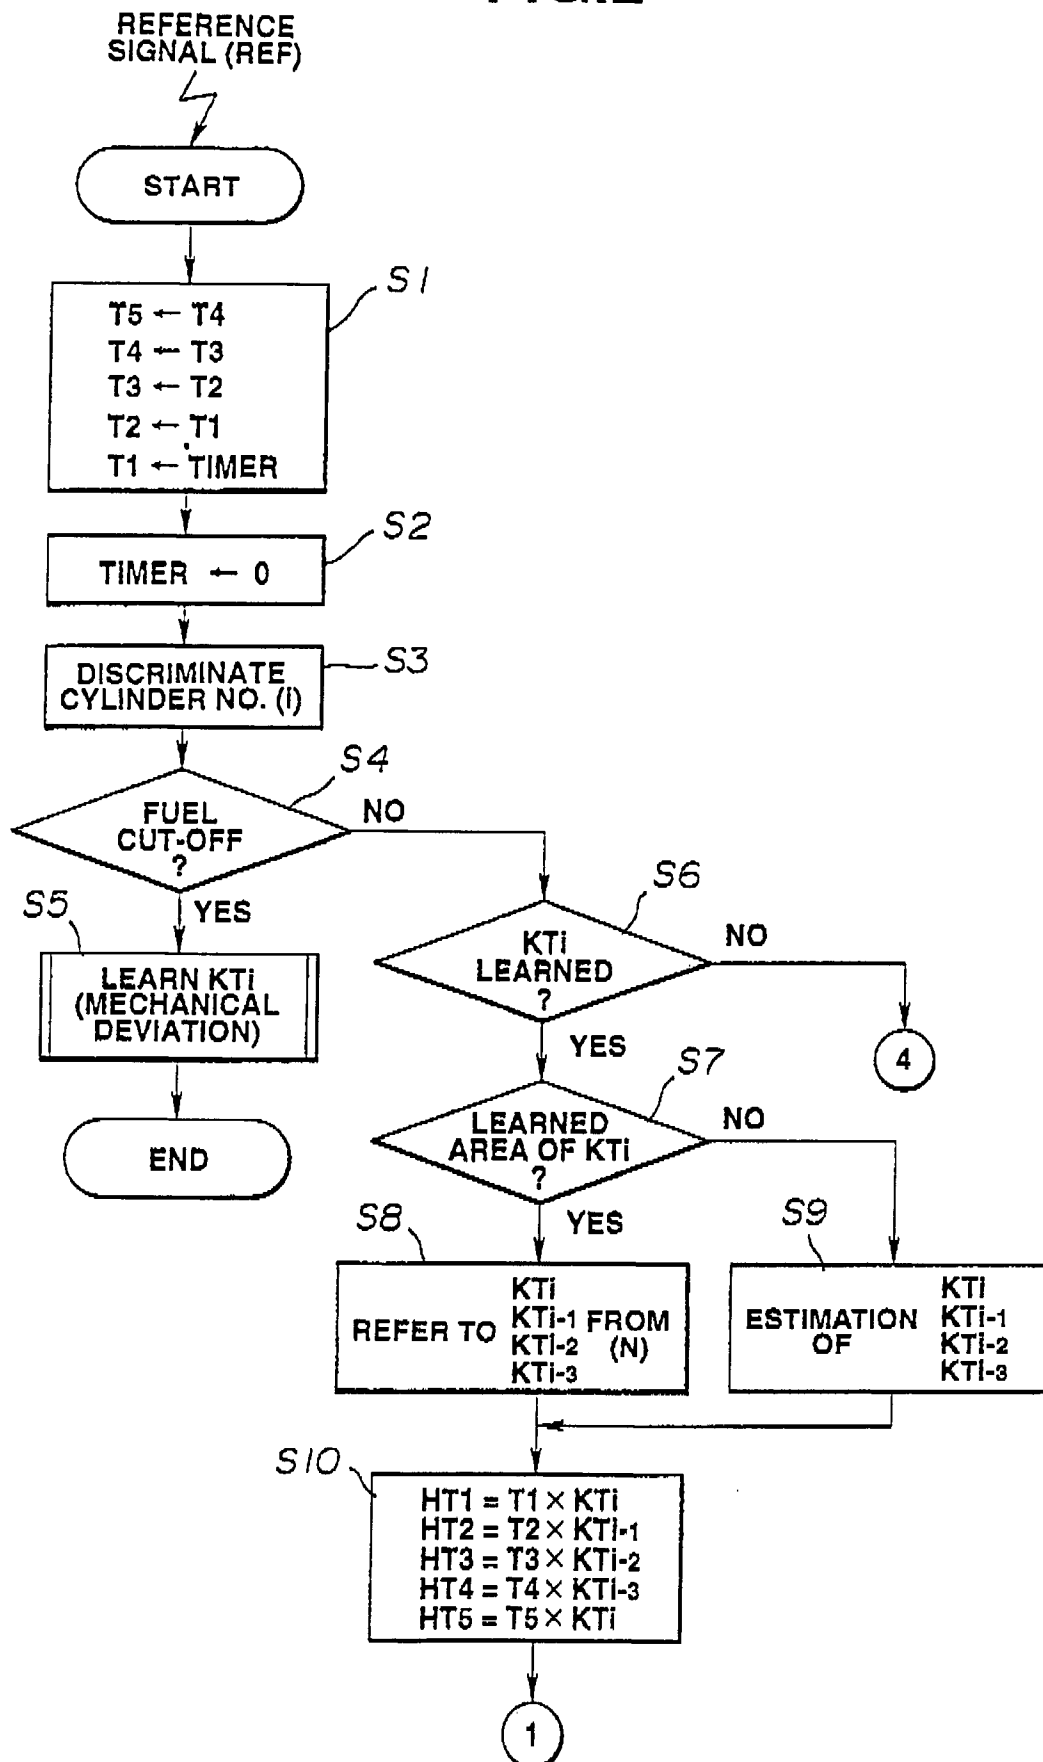 REFERENCE
SIGNAL (REF)
START
S1
T5 ← T4
T4 ← T3
T3 ← T2
T2 ← T1
T1 ← TIMER
S2
TIMER ← 0
S3
DISCRIMINATE
CYLINDER NO. (i)
S4
FUEL
CUT-OFF
?
NO
YES
S5
LEARN KTi
(MECHANICAL
DEVIATION)
END
S6
KTi
LEARNED
?
NO
4
YES
S7
LEARNED
AREA OF KTi
?
NO
YES
S8
REFER TO
KTi
KTi-1
KTi-2
KTi-3
FROM
(N)
S9
ESTIMATION
OF
KTi
KTi-1
KTi-2
KTi-3
S10
HT1 = T1 × KTi
HT2 = T2 × KTi-1
HT3 = T3 × KTi-2
HT4 = T4 × KTi-3
HT5 = T5 × KTi
1